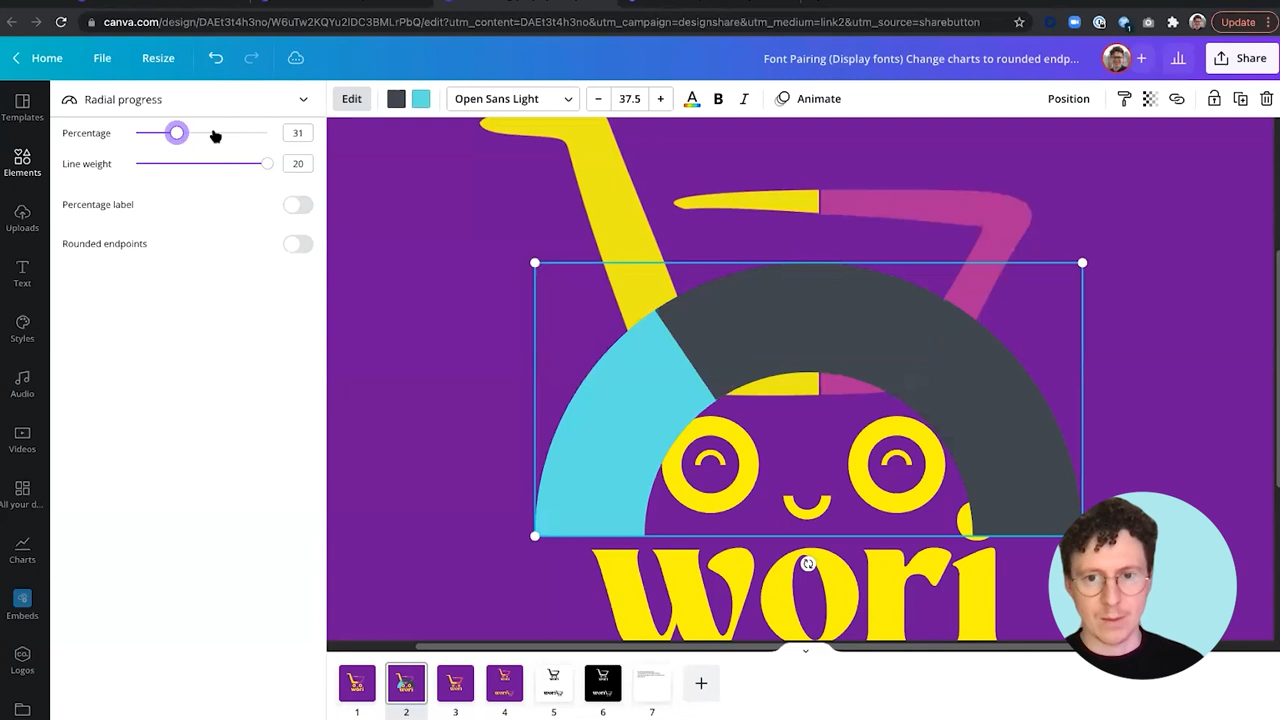 canva.com/design/DAEt3t4h3no/W6uTw2KQYu2IDC3BMLrPbQ/edit?utm_content=DAEt3t4h3no&utm_campaign=designshare&utm_medium=link2&utm_source=sharebutton
Update
Home File Resize Font Pairing (Display fonts) Change charts to rounded endp... Share
Radial progress Edit Open Sans Light 37.5 B I Animate Position
Percentage 31
Line weight 20
Percentage label
Rounded endpoints
Templates
Elements
Uploads
Text
Styles
Audio
Videos
All your d...
Charts
Embeds
Logos
wori
1 2 3 4 5 6 7